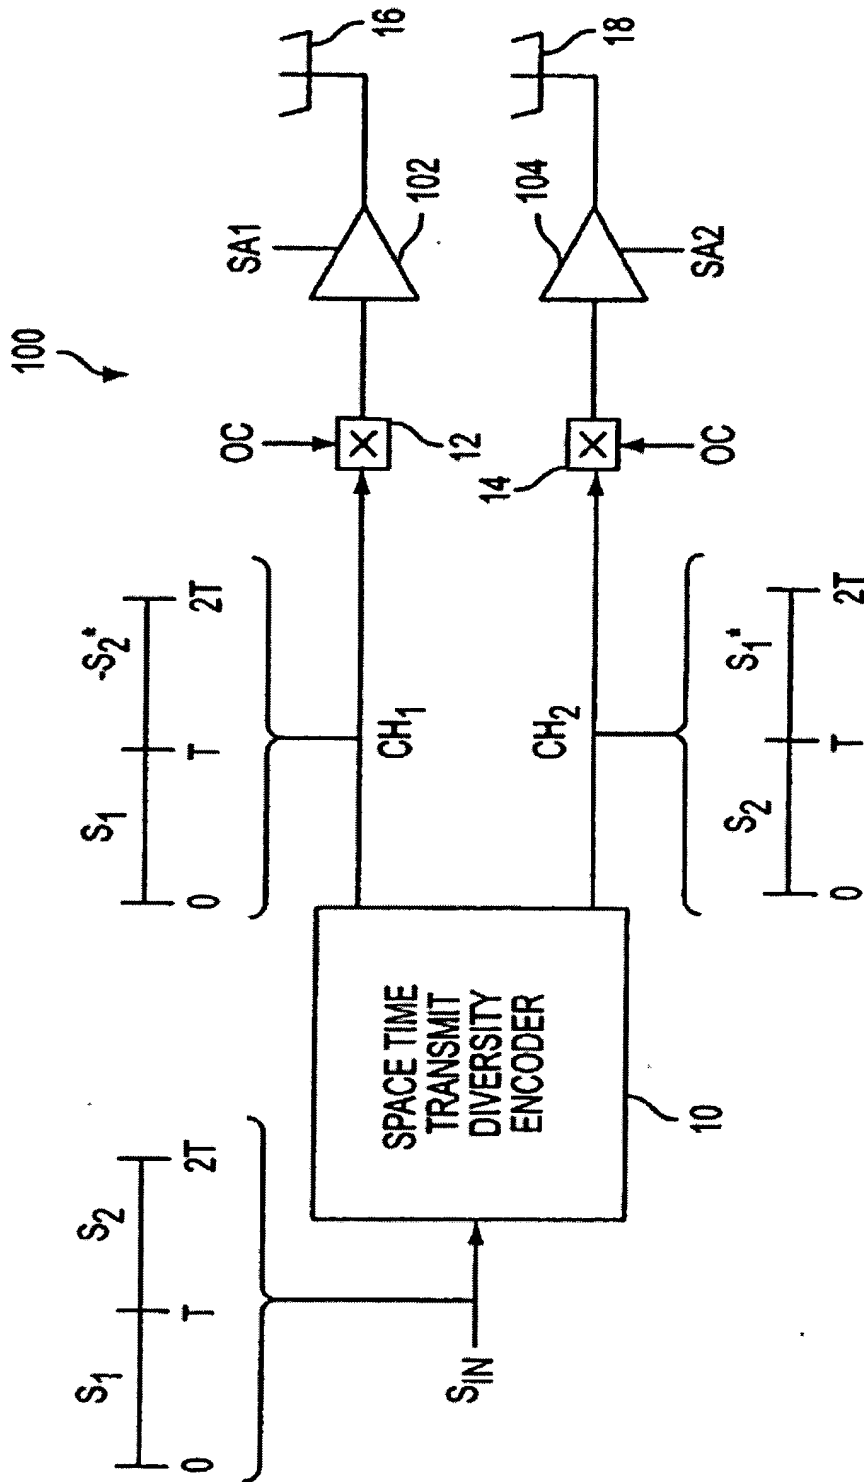 100
S1 S2
0 T 2T
SIN
SPACE TIME
TRANSMIT
DIVERSITY
ENCODER
10
S1 -S2*
0 T 2T
CH1
OC
12
SA1
102
16
CH2
14
OC
104
SA2
18
S2 S1*
0 T 2T